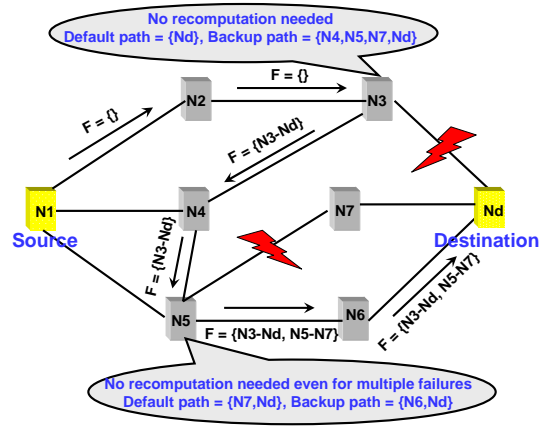 No recomputation needed
Default path = {Nd}, Backup path = {N4,N5,N7,Nd}
F = {}
N2
N3
F = {}
F = {N3-Nd}
N1
N4
N7
Nd
Source
Destination
F = {N3-Nd}
F = {N3-Nd, N5-N7}
N5
N6
F = {N3-Nd, N5-N7}
No recomputation needed even for multiple failures
Default path = {N7,Nd}, Backup path = {N6,Nd}